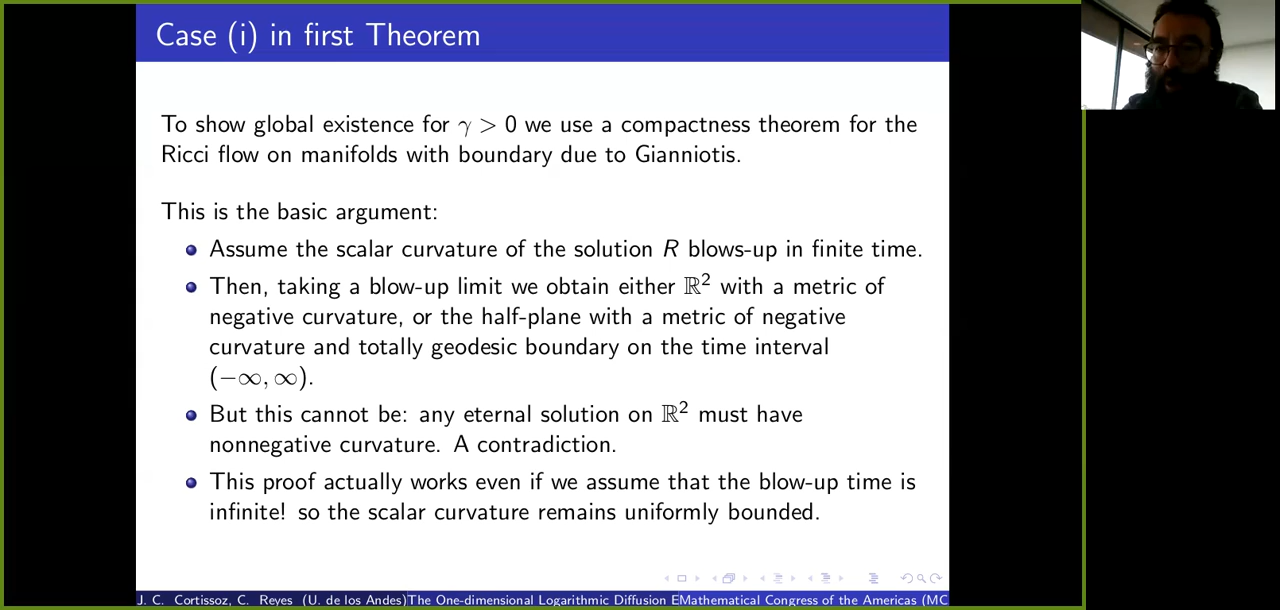 Case (i) in first Theorem
To show global existence for γ > 0 we use a compactness theorem for the
Ricci flow on manifolds with boundary due to Gianniotis.
This is the basic argument:
Assume the scalar curvature of the solution R blows-up in finite time.
Then, taking a blow-up limit we obtain either ℝ² with a metric of
negative curvature, or the half-plane with a metric of negative
curvature and totally geodesic boundary on the time interval
(−∞, ∞).
But this cannot be: any eternal solution on ℝ² must have
nonnegative curvature. A contradiction.
This proof actually works even if we assume that the blow-up time is
infinite! so the scalar curvature remains uniformly bounded.
J. C. Cortissoz, C. Reyes (U. de los Andes)The One-dimensional Logarithmic Diffusion EMathematical Congress of the Americas (MC